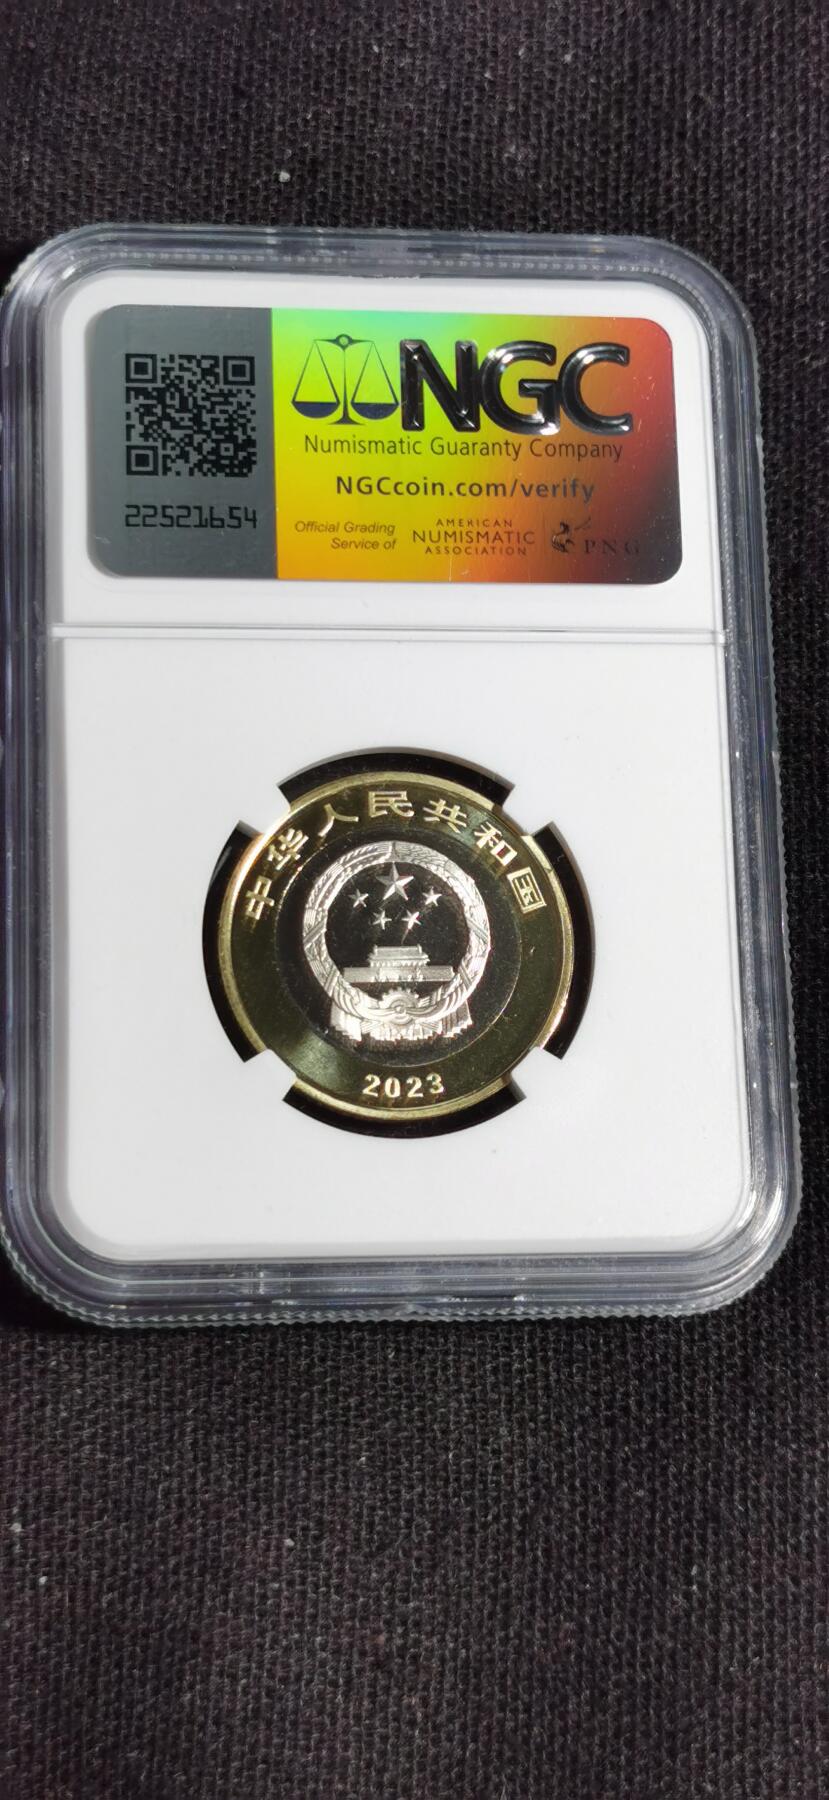 NGC
Numismatic Guaranty Company
NGCcoin.com/verify
22521654
Official Grading
Service of
AMERICAN
NUMISMATIC
ASSOCIATION
PNG
中华人民共和国
2023